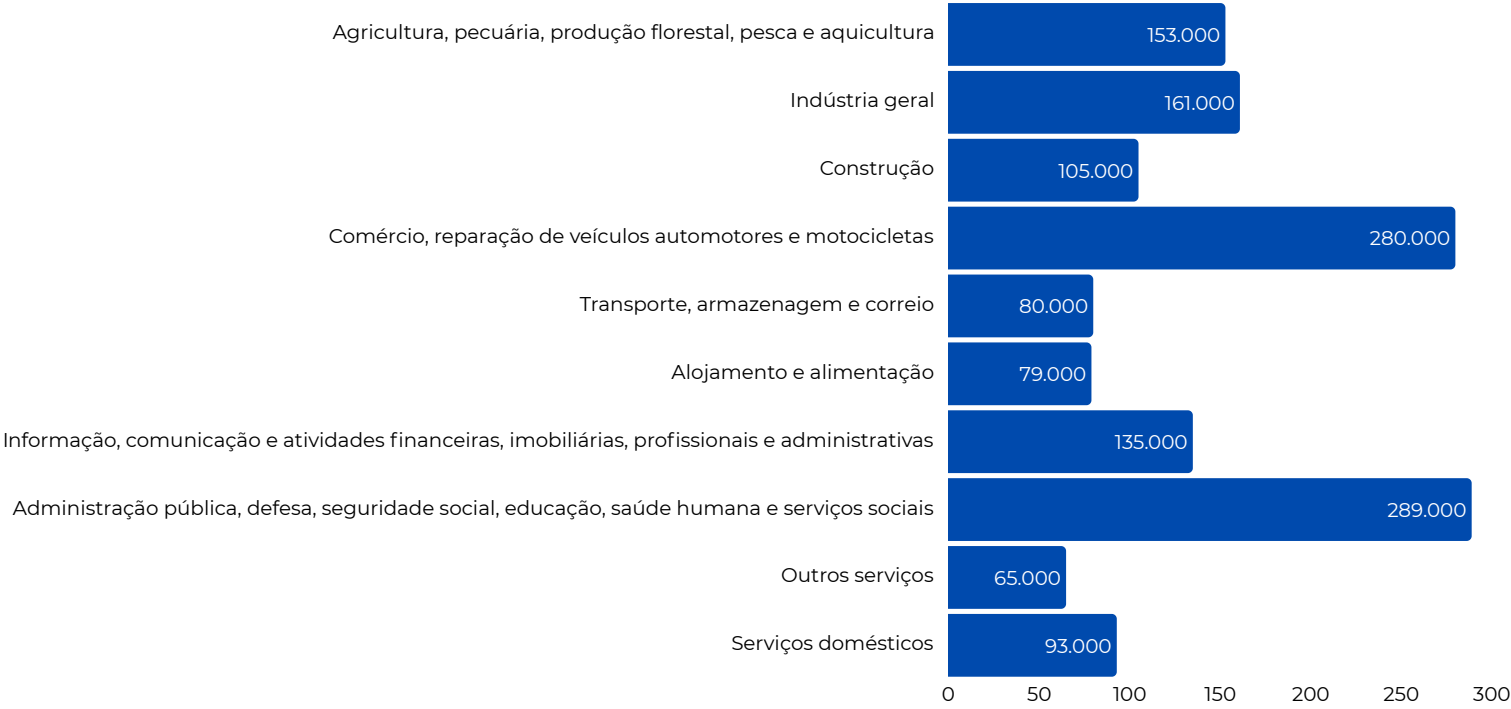 Agricultura, pecuária, produção florestal, pesca e aquicultura 153.000
Indústria geral 161.000
Construção 105.000
Comércio, reparação de veículos automotores e motocicletas 280.000
Transporte, armazenagem e correio 80.000
Alojamento e alimentação 79.000
Informação, comunicação e atividades financeiras, imobiliárias, profissionais e administrativas 135.000
Administração pública, defesa, seguridade social, educação, saúde humana e serviços sociais 289.000
Outros serviços 65.000
Serviços domésticos 93.000
0 50 100 150 200 250 300